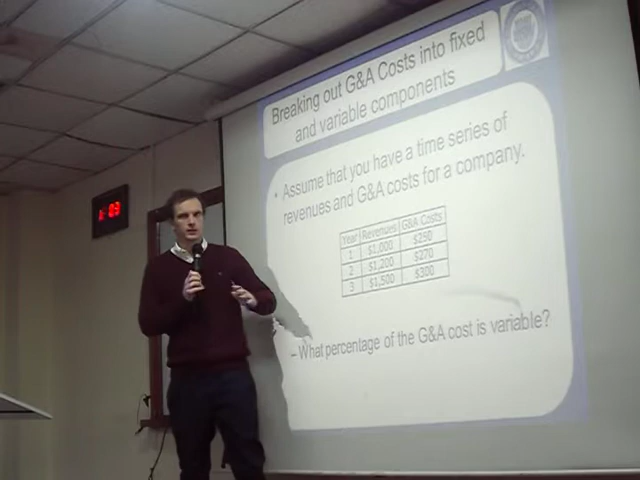 Breaking out G&A Costs into fixed
and variable components
• Assume that you have a time series of
revenues and G&A costs for a company.
Year Revenues G&A Costs
1 $1,000 $250
2 $1,200 $270
3 $1,500 $300
– What percentage of the G&A cost is variable?